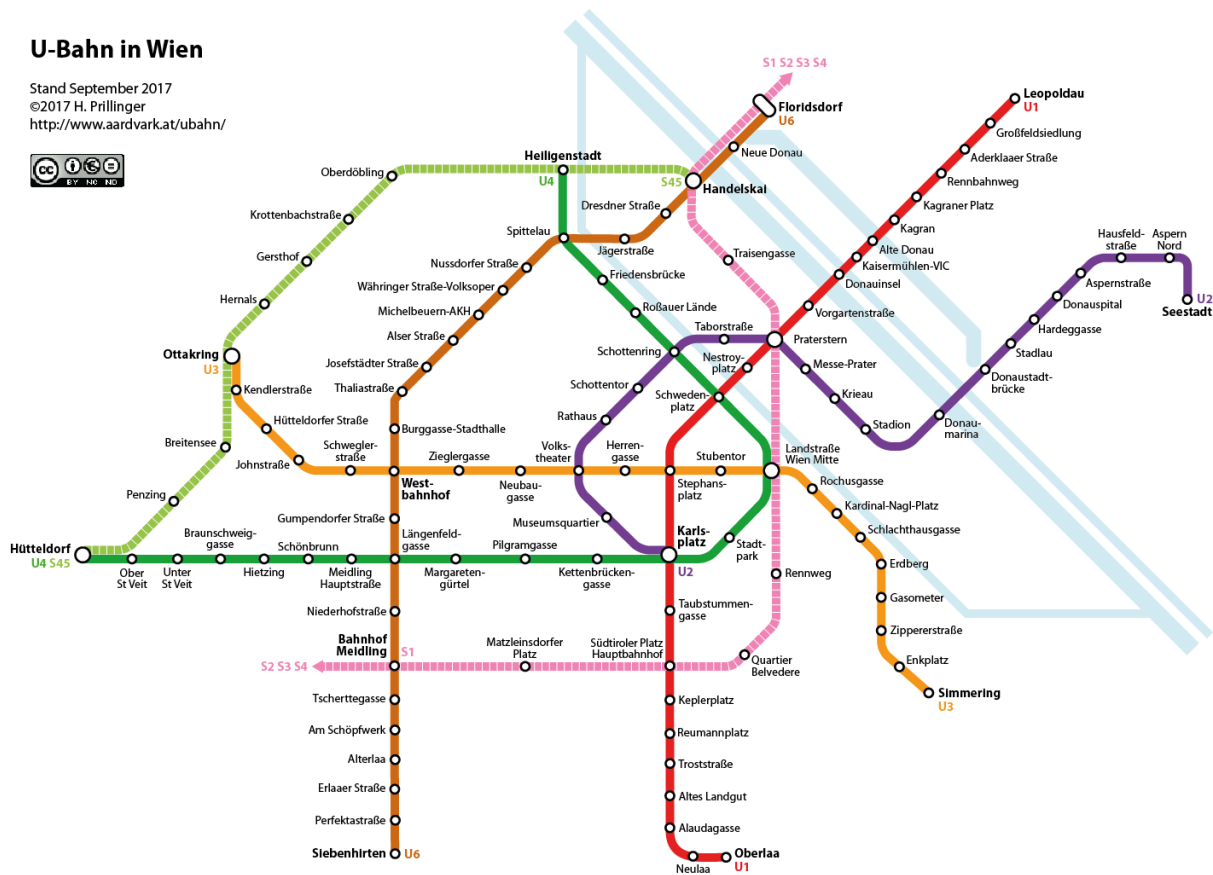 U-Bahn in Wien
Stand September 2017
©2017 H. Prillinger
http://www.aardvark.at/ubahn/
cc
BY NC ND
S1 S2 S3 S4
Floridsdorf
U6
Neue Donau
Leopoldau
U1
Großfeldsiedlung
Aderklaaer Straße
Rennbahnweg
Kagraner Platz
Kagran
Alte Donau
Kaisermühlen-VIC
Donauinsel
Vorgartenstraße
Heiligenstadt
U4
S45
Handelskai
Oberdöbling
Krottenbachstraße
Gersthof
Hernals
Ottakring
U3
Dresdner Straße
Jägerstraße
Spittelau
Nussdorfer Straße
Währinger Straße-Volksoper
Michelbeuern-AKH
Alser Straße
Josefstädter Straße
Thaliastraße
Friedensbrücke
Roßauer Lände
Traisengasse
Taborstraße
Praterstern
Schottenring
Nestroy-
platz
Schottentor
Schweden-
platz
Rathaus
Messe-Prater
Krieau
Stadion
Donau-
marina
Donaustadt-
brücke
Stadlau
Hardeggasse
Donauspital
Aspernstraße
Hausfeld-
straße
Aspern
Nord
U2
Seestadt
Kendlerstraße
Hütteldorfer Straße
Johnstraße
Schwegler-
straße
Burggasse-Stadthalle
West-
bahnhof
Zieglergasse
Neubau-
gasse
Volks-
theater
Herren-
gasse
Stephans-
platz
Stubentor
Landstraße
Wien Mitte
Rochusgasse
Kardinal-Nagl-Platz
Schlachthausgasse
Erdberg
Gasometer
Zippererstraße
Enkplatz
Simmering
U3
Breitensee
Penzing
Hütteldorf
U4 S45
Ober
St Veit
Unter
St Veit
Braunschweig-
gasse
Hietzing
Schönbrunn
Meidling
Hauptstraße
Gumpendorfer Straße
Längenfeld-
gasse
Margareten-
gürtel
Pilgramgasse
Kettenbrücken-
gasse
Museumsquartier
Karls-
platz
U2
Stadt-
park
Rennweg
Niederhofstraße
Bahnhof
Meidling
S1
S2 S3 S4
Matzleinsdorfer
Platz
Taubstummen-
gasse
Südtiroler Platz
Hauptbahnhof
Quartier
Belvedere
Tscherttegasse
Am Schöpfwerk
Alterlaa
Erlaaer Straße
Perfektastraße
Siebenhirten
U6
Keplerplatz
Reumannplatz
Troststraße
Altes Landgut
Alaudagasse
Neulaa
Oberlaa
U1